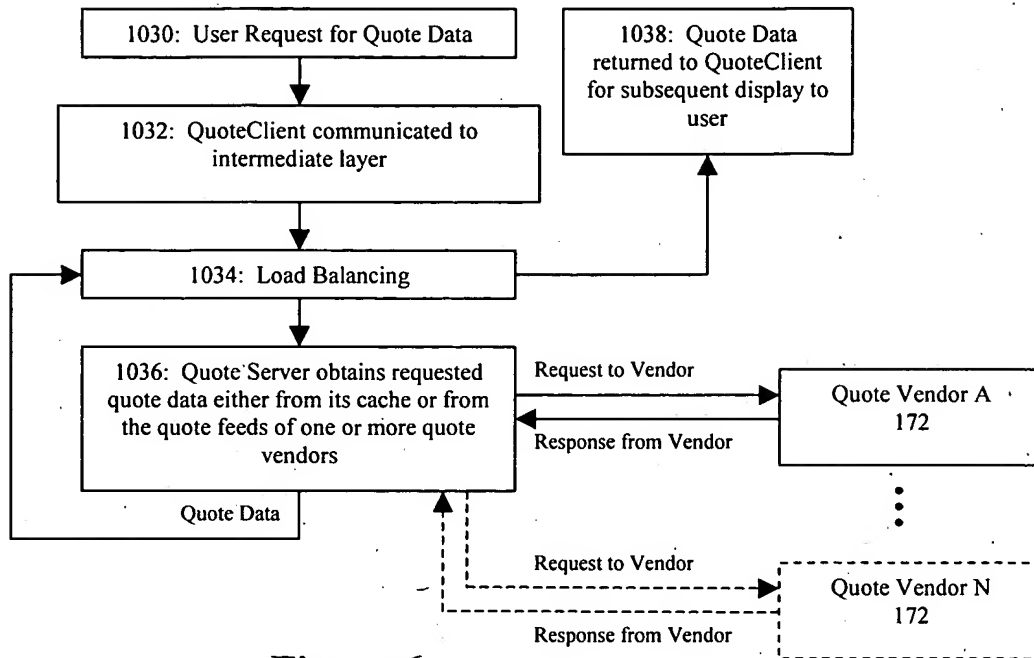 1030: User Request for Quote Data
1038: Quote Data
returned to QuoteClient
for subsequent display to
user
1032: QuoteClient communicated to
intermediate layer
1034: Load Balancing
1036: Quote Server obtains requested
quote data either from its cache or from
the quote feeds of one or more quote
vendors
Request to Vendor
Response from Vendor
Quote Vendor A
172
Quote Data
Request to Vendor
Response from Vendor
Quote Vendor N
172